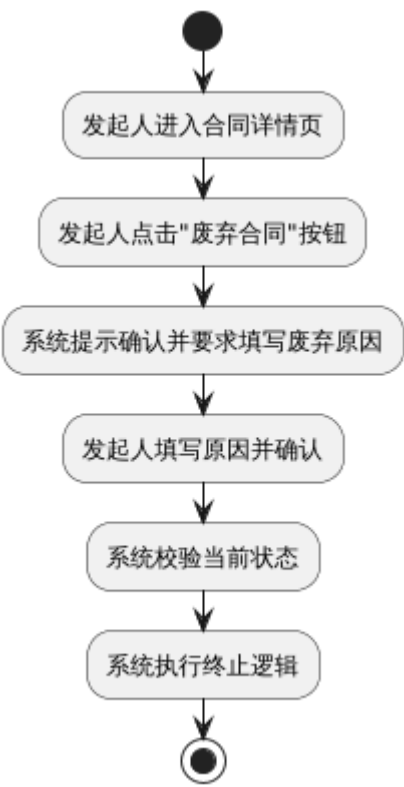 发起人进入合同详情页
发起人点击"废弃合同"按钮
系统提示确认并要求填写废弃原因
发起人填写原因并确认
系统校验当前状态
系统执行终止逻辑